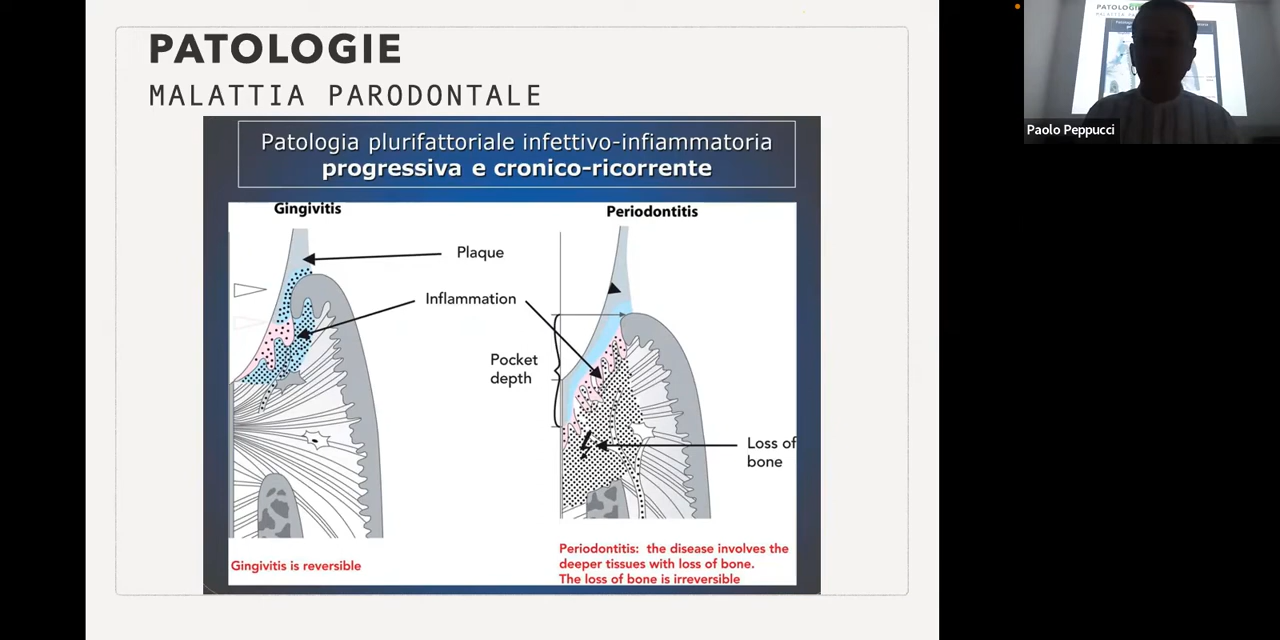 PATOLOGIE
MALATTIA PARODONTALE
Patologia plurifattoriale infettivo-infiammatoria
progressiva e cronico-ricorrente
Gingivitis
Periodontitis
Plaque
Inflammation
Pocket
depth
Loss of
bone
Gingivitis is reversible
Periodontitis: the disease involves the
deeper tissues with loss of bone.
The loss of bone is irreversible
Paolo Peppucci